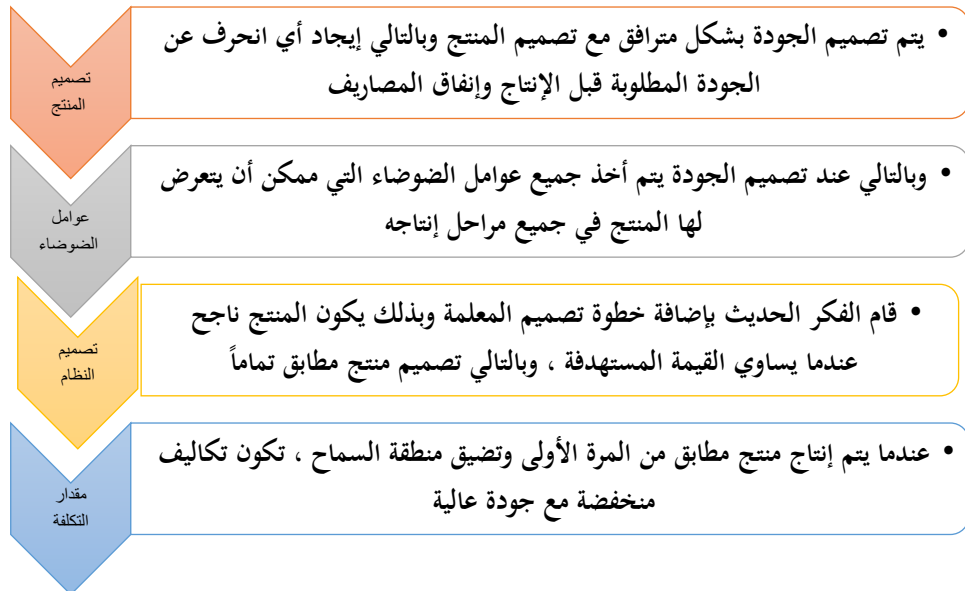 • يتم تصميم الجودة بشكل مترافق مع تصميم المنتج وبالتالي إيجاد أي انحرف عن
الجودة المطلوبة قبل الإنتاج وإنفاق المصاريف
تصميم
المنتج
• وبالتالي عند تصميم الجودة يتم أخذ جميع عوامل الضوضاء التي ممكن أن يتعرض
لها المنتج في جميع مراحل إنتاجه
عوامل
الضوضاء
• قام الفكر الحديث بإضافة خطوة تصميم المعلمة وبذلك يكون المنتج ناجح
عندما يساوي القيمة المستهدفة ، وبالتالي تصميم منتج مطابق تماماً
تصميم
النظام
• عندما يتم إنتاج منتج مطابق من المرة الأولى وتضيق منطقة السماح ، تكون تكاليف
منخفضة مع جودة عالية
مقدار
التكلفة